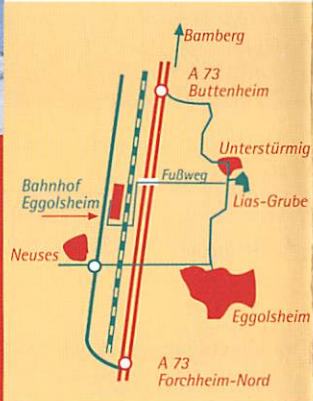 Bamberg
A 73
Buttenheim
Unterstürmig
Fußweg
Lias-Grube
Bahnhof
Eggolsheim
Neuses
Eggolsheim
A 73
Forchheim-Nord